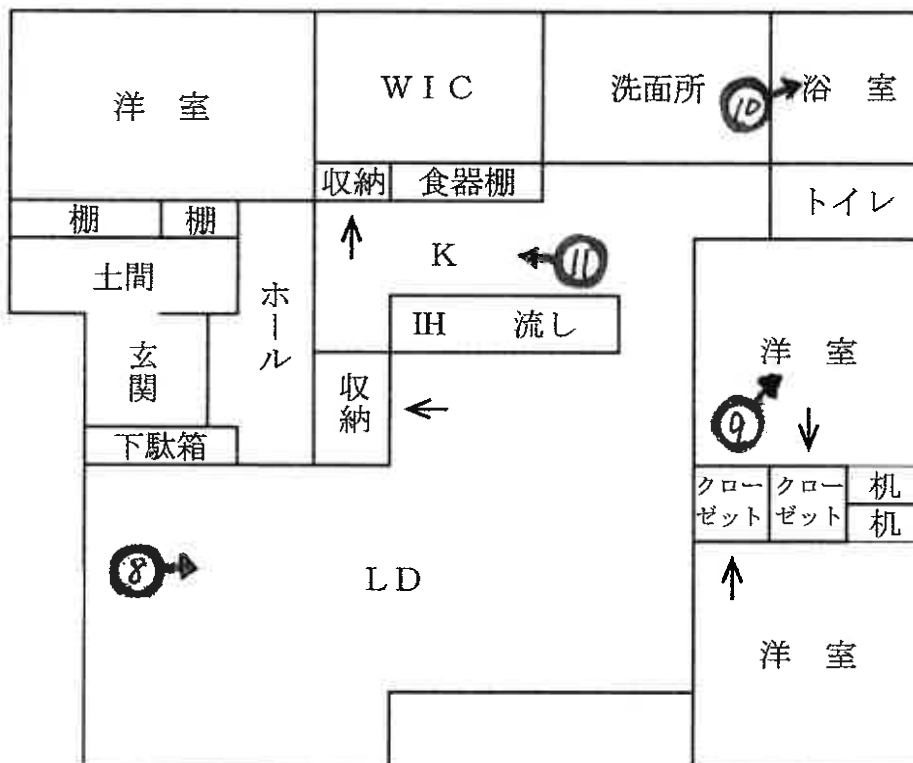 洋 室
WIC
洗面所
⑩
浴 室
収納
食器棚
トイレ
棚
棚
土間
K
⑪
ホール
IH 流し
洋 室
玄関
収納
⑨
下駄箱
クローゼット
クローゼット
机
机
⑧
LD
洋 室